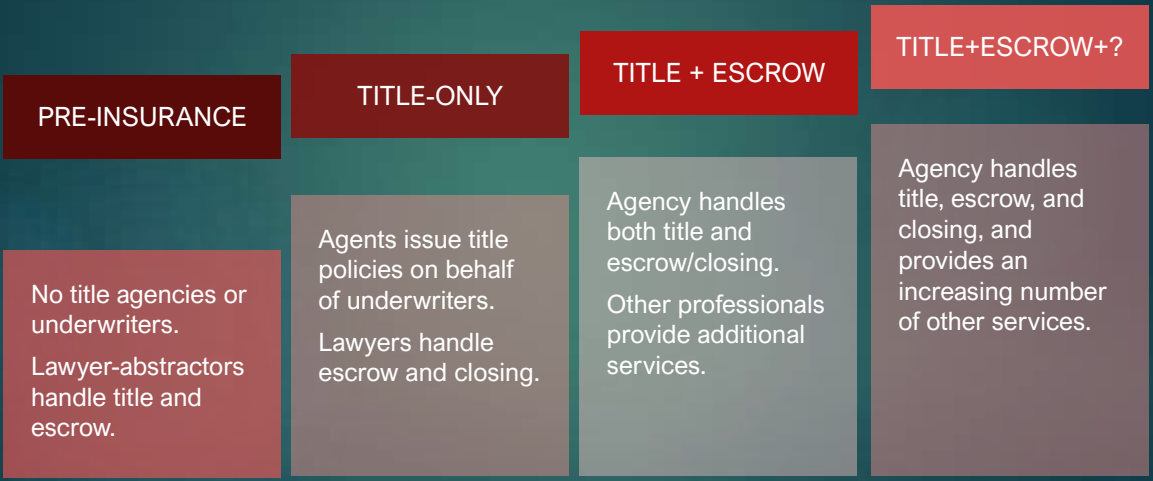 PRE-INSURANCE
No title agencies or
underwriters.
Lawyer-abstractors
handle title and
escrow.
TITLE-ONLY
Agents issue title
policies on behalf
of underwriters.
Lawyers handle
escrow and closing.
TITLE + ESCROW
Agency handles
both title and
escrow/closing.
Other professionals
provide additional
services.
TITLE+ESCROW+?
Agency handles
title, escrow, and
closing, and
provides an
increasing number
of other services.